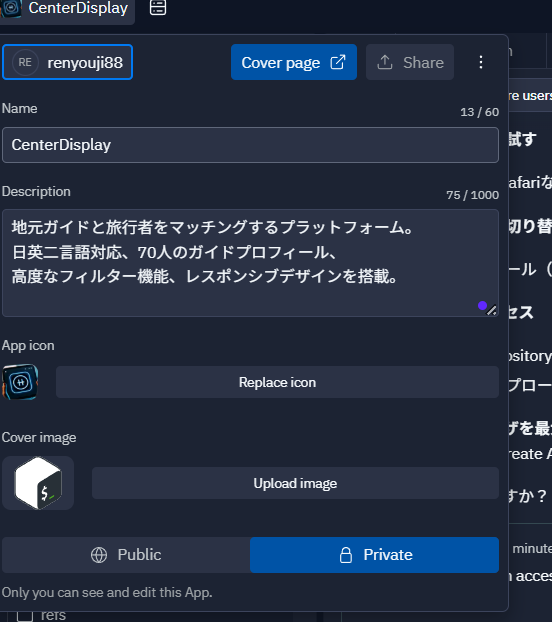 CenterDisplay
RE renyouji88
Cover page
Share
Name
13 / 60
CenterDisplay
Description
75 / 1000
地元ガイドと旅行者をマッチングするプラットフォーム。
日英二言語対応、70人のガイドプロフィール、
高度なフィルター機能、レスポンシブデザインを搭載。
App icon
Replace icon
Cover image
$
Upload image
Public
Private
Only you can see and edit this App.
refs
re users
試す
afariな
切り替
ール（
セス
ository
プロー
ザを最
reate A
すか？
minute
acces